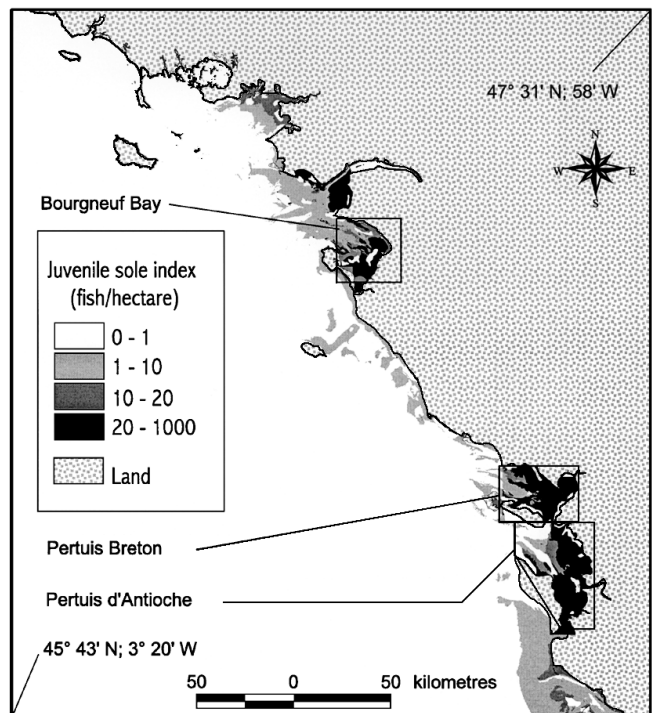 47° 31' N; 58' W
N
W E
S
Bourgneuf Bay
Juvenile sole index
(fish/hectare)
0 - 1
1 - 10
10 - 20
20 - 1000
Land
Pertuis Breton
Pertuis d'Antioche
45° 43' N; 3° 20' W
50 0 50 kilometres